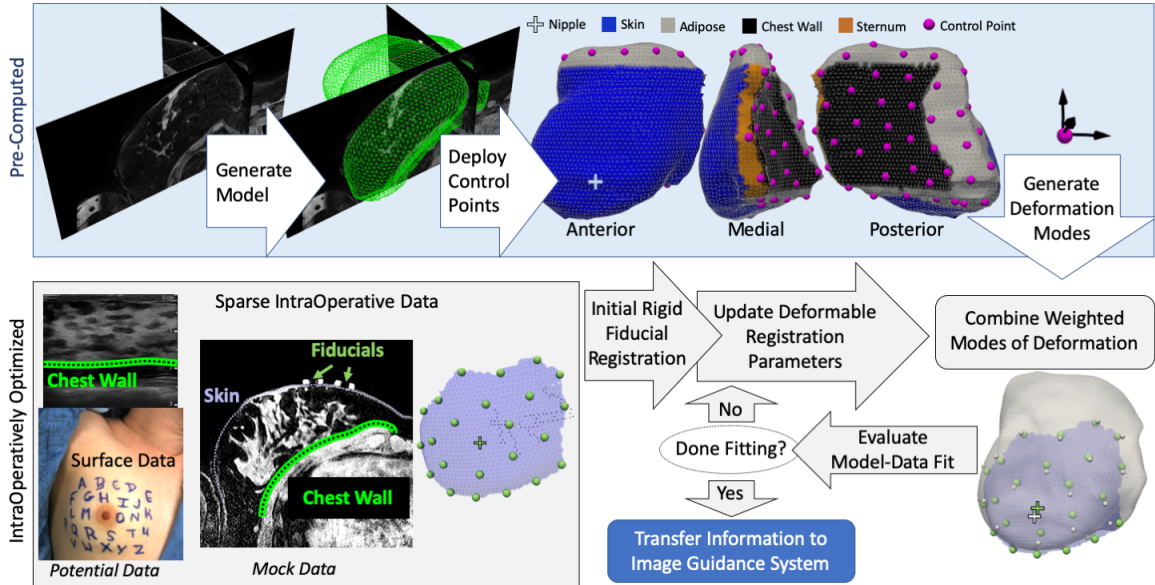 Pre-Computed
Nipple
Skin
Adipose
Chest Wall
Sternum
Control Point
Generate
Model
Deploy
Control
Points
Anterior
Medial
Posterior
Generate
Deformation
Modes
IntraOperatively Optimized
Sparse IntraOperative Data
Chest Wall
Surface Data
A B C D
F G H I J E
L M O N K
P Q R S T U
V W X Y Z
Potential Data
Fiducials
Skin
Chest Wall
Mock Data
Initial Rigid
Fiducial
Registration
Update Deformable
Registration
Parameters
Combine Weighted
Modes of Deformation
No
Done Fitting?
Evaluate
Model-Data Fit
Yes
Transfer Information to
Image Guidance System